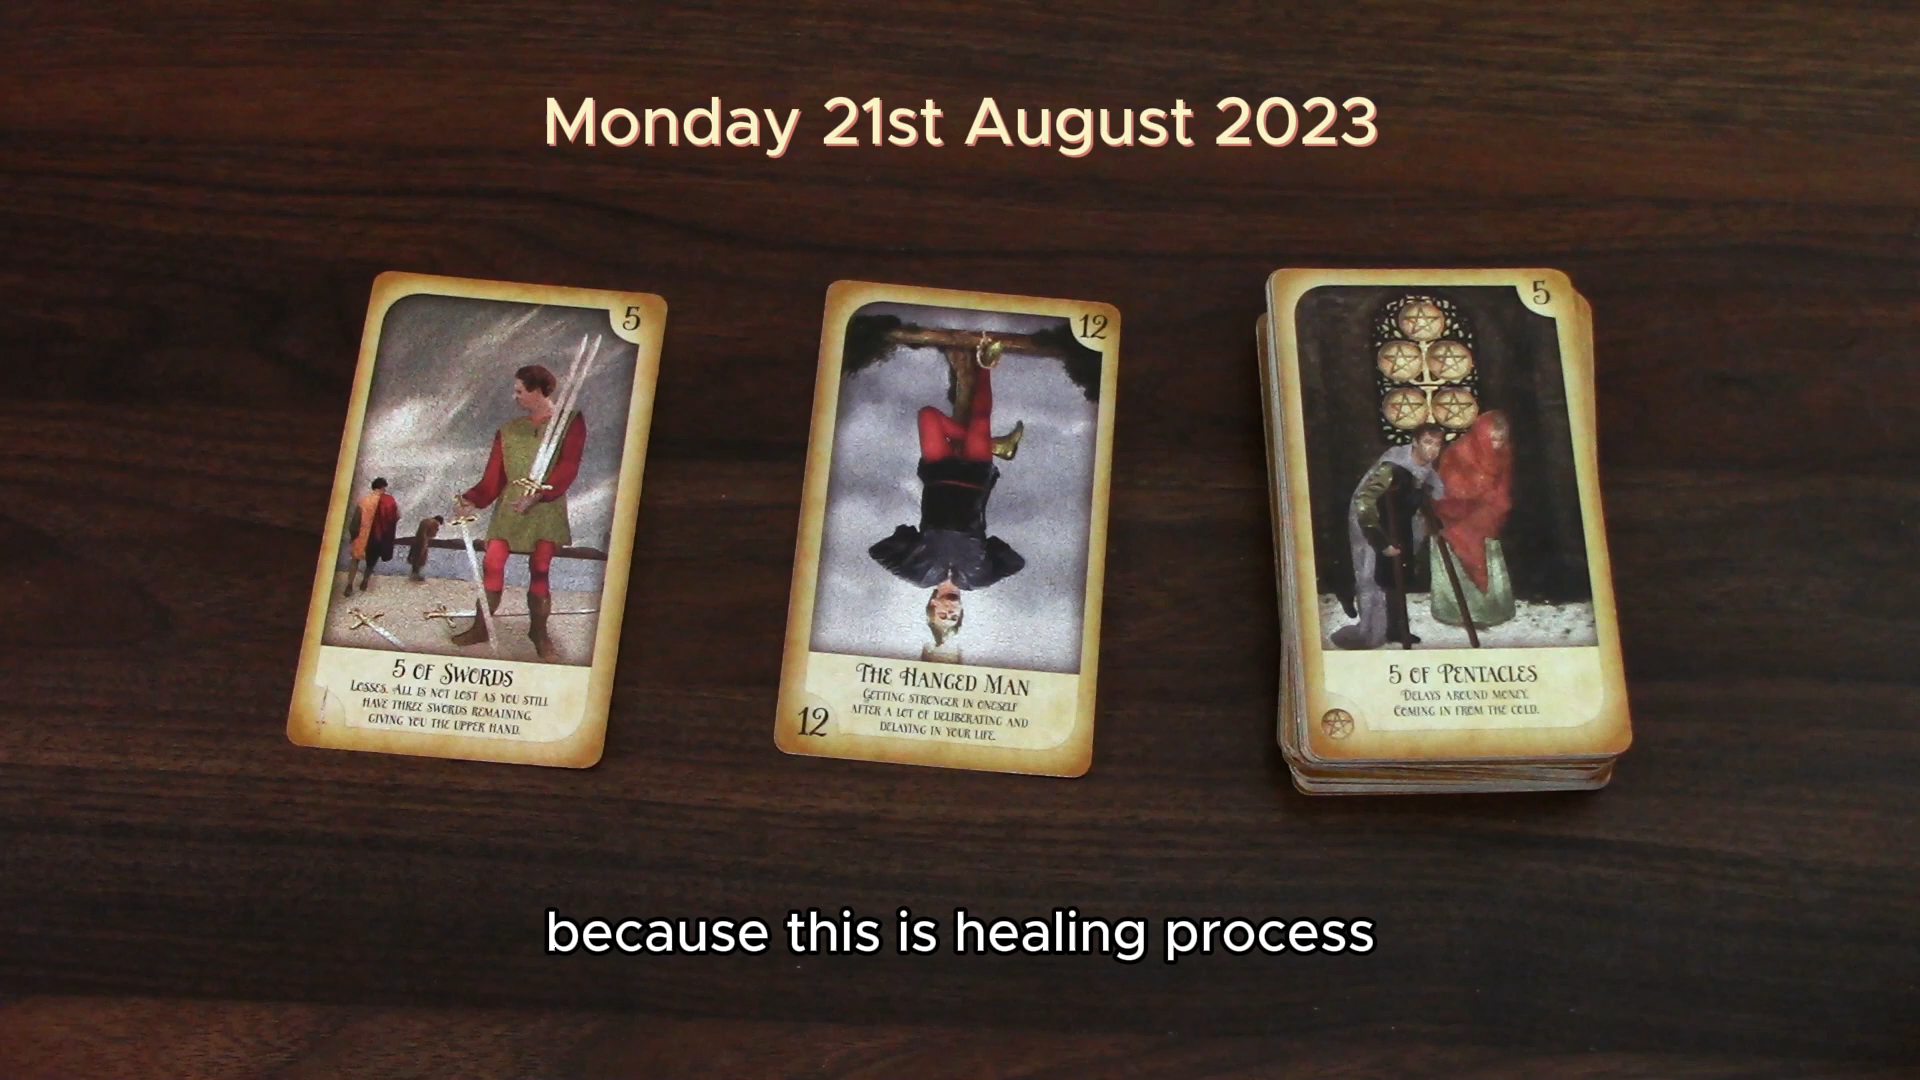 Monday 21st August 2023
5
5 OF SWORDS
LOSSES. ALL IS NOT LOST AS YOU STILL
HAVE THREE SWORDS REMAINING,
GIVING YOU THE UPPER HAND.
12
THE HANGED MAN
GETTING STRONGER IN ONESELF
AFTER A LOT OF DELIBERATING AND
DELAYING IN YOUR LIFE.
12
5
5 OF PENTACLES
DELAYS AROUND MONEY.
COMING IN FROM THE COLD.
because this is healing process